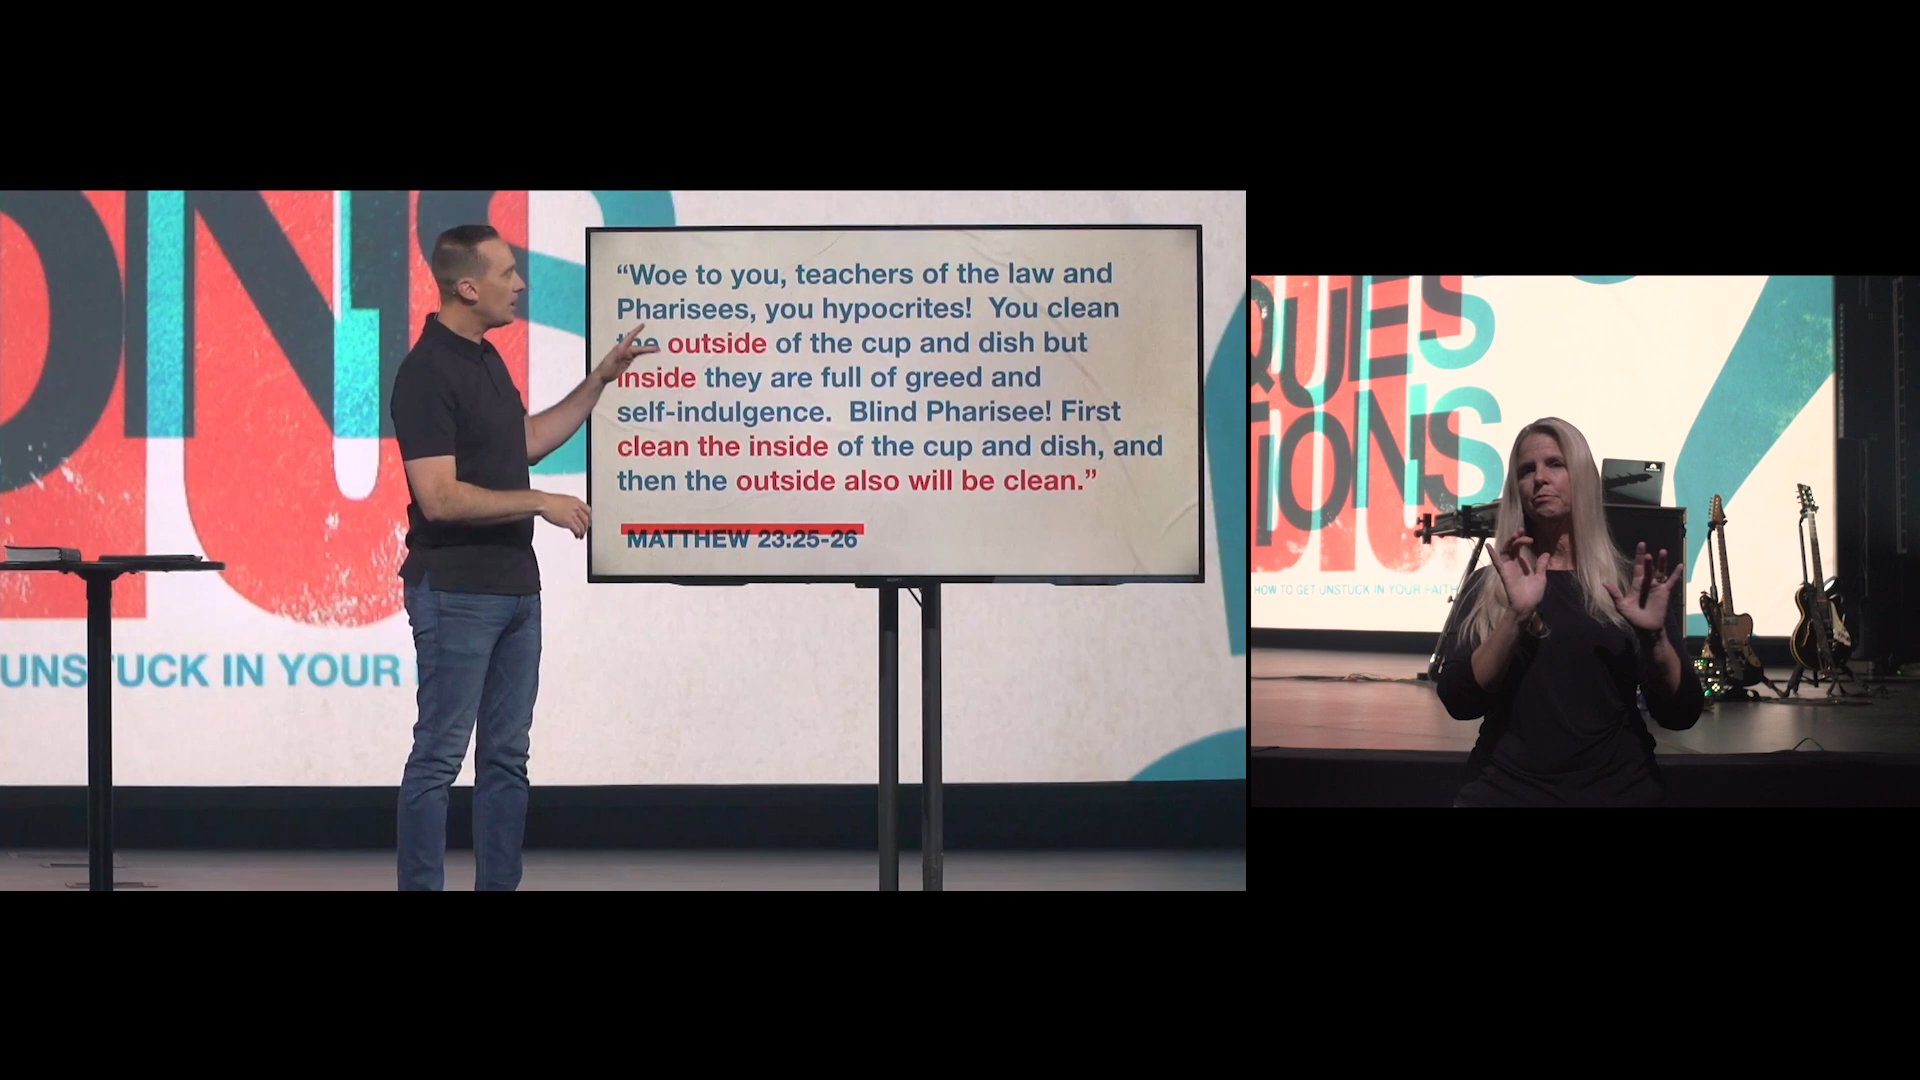 ONS
UNSTUCK IN YOUR
“Woe to you, teachers of the law and
Pharisees, you hypocrites! You clean
the outside of the cup and dish but
inside they are full of greed and
self-indulgence. Blind Pharisee! First
clean the inside of the cup and dish, and
then the outside also will be clean.”
MATTHEW 23:25-26
SONY
QUES
TIONS
HOW TO GET UNSTUCK IN YOUR FAITH